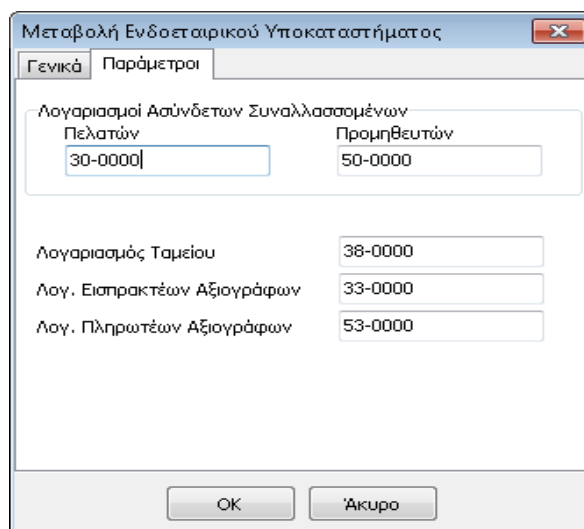 Μεταβολή Ενδοεταιρικού Υποκαταστήματος
Γενικά Παράμετροι
Λογαριασμοί Ασύνδετων Συναλλασσομένων
Πελατών Προμηθευτών
30-0000 50-0000
Λογαριασμός Ταμείου 38-0000
Λογ. Εισπρακτέων Αξιογράφων 33-0000
Λογ. Πληρωτέων Αξιογράφων 53-0000
OK Άκυρο